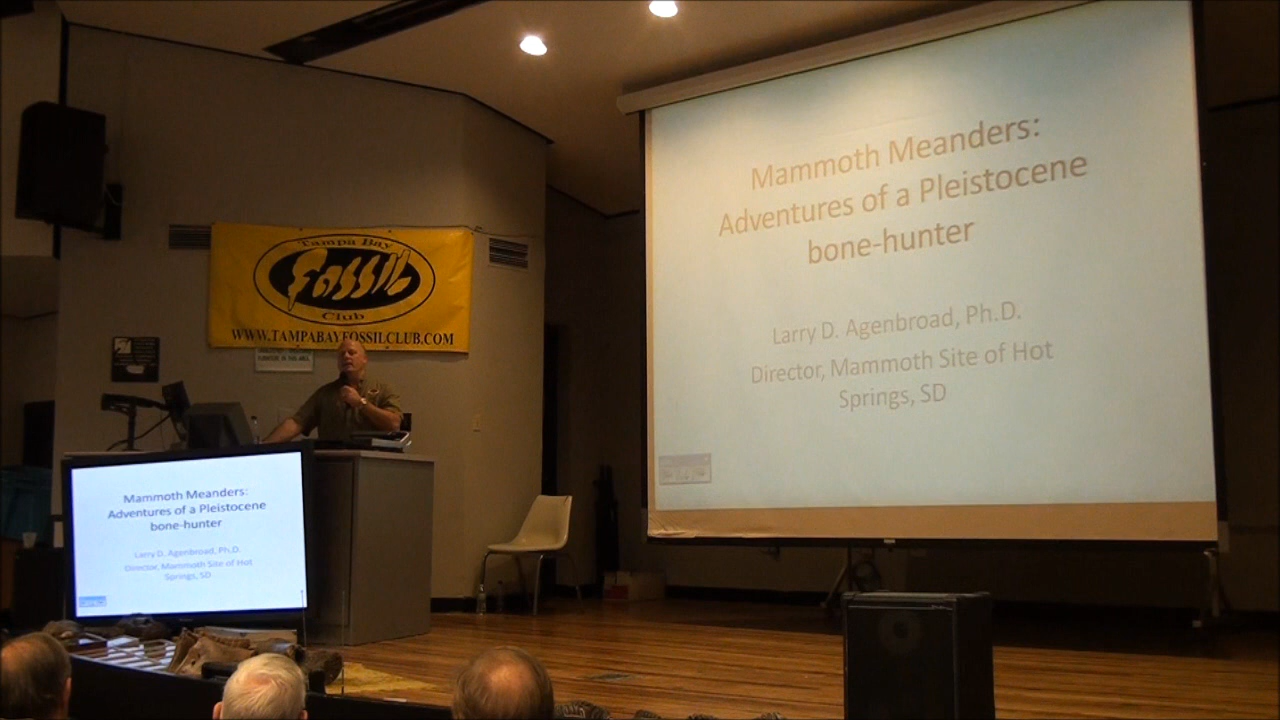 Tampa Bay
Fossil
Club
WWW.TAMPABAYFOSSILCLUB.COM
Mammoth Meanders:
Adventures of a Pleistocene
bone-hunter
Larry D. Agenbroad, Ph.D.
Director, Mammoth Site of Hot
Springs, SD
Mammoth Meanders:
Adventures of a Pleistocene
bone-hunter
Larry D. Agenbroad, Ph.D.
Director, Mammoth Site of Hot
Springs, SD